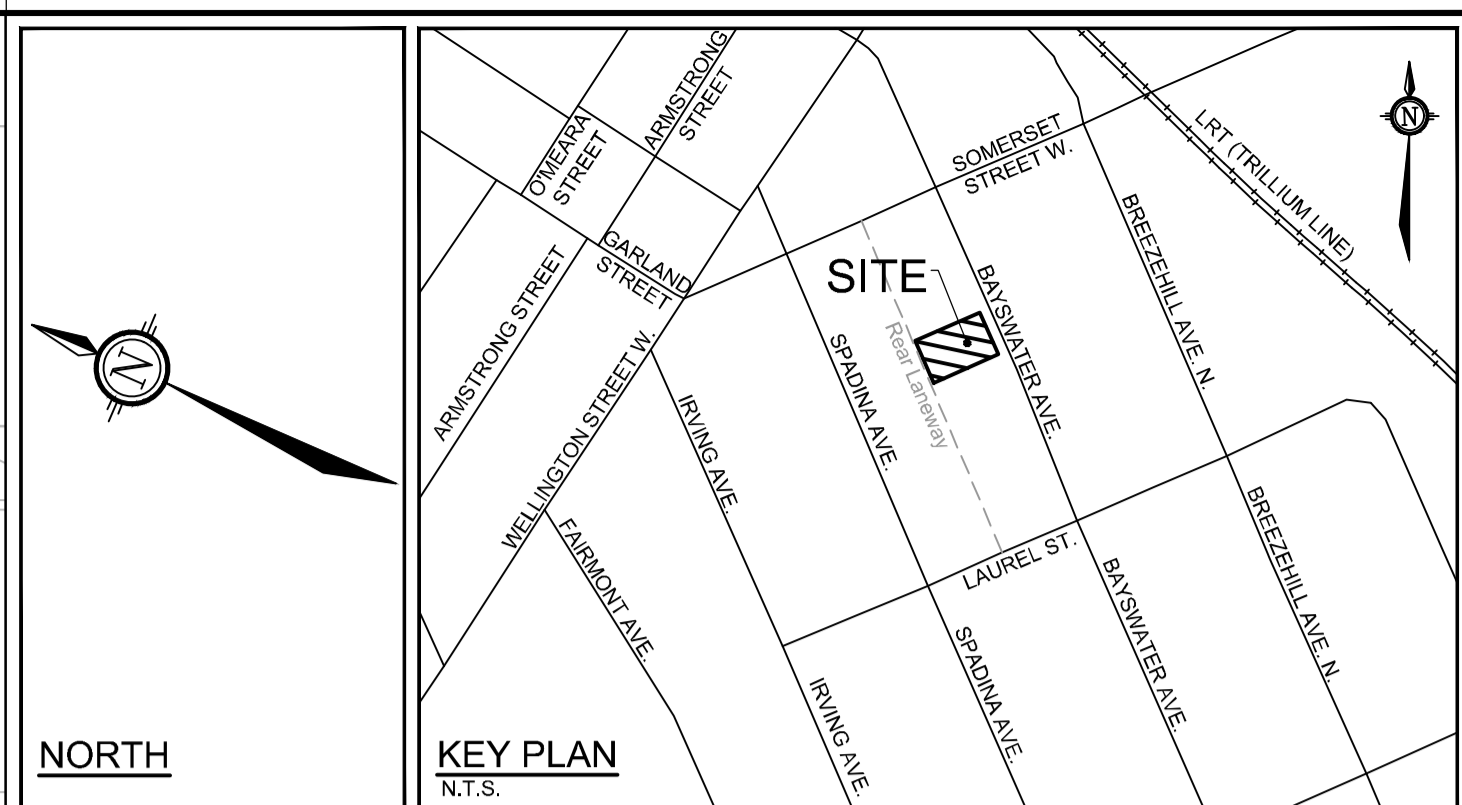 N
NORTH
KEY PLAN
N.T.S.
N
O'MEARA
STREET
ARMSTRONG
STREET
SOMERSET
STREET W.
LRT (TRILLIUM LINE)
GARLAND
STREET
ARMSTRONG STREET
WELLINGTON STREET W.
SITE
Rear Laneway
BAYSWATER AVE.
BREEZEHILL AVE. N.
SPADINA AVE.
IRVING AVE.
FAIRMONT AVE.
LAUREL ST.
BREEZEHILL AVE. N.
BAYSWATER AVE.
SPADINA AVE.
IRVING AVE.